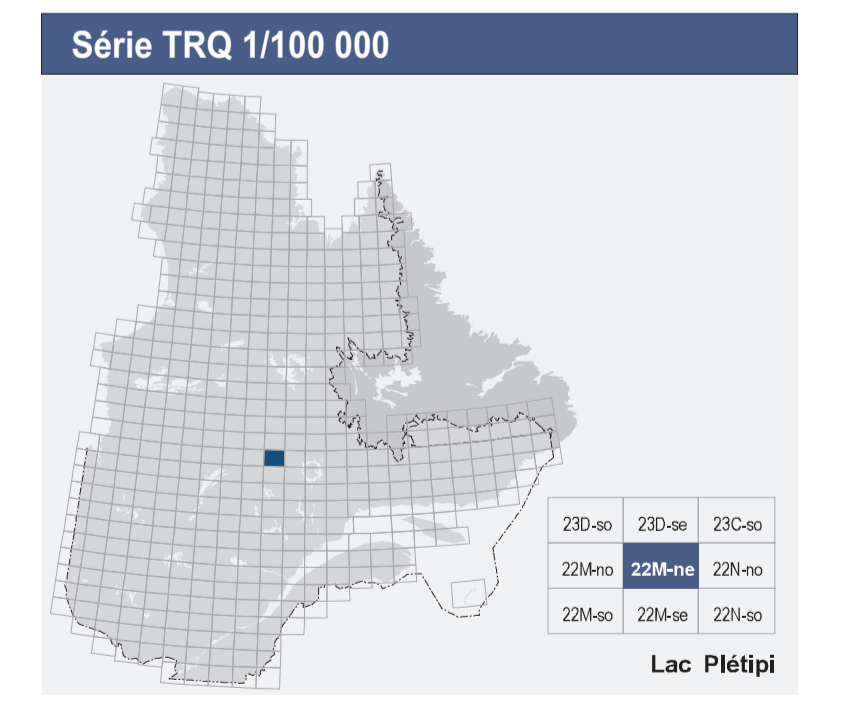 Série TRQ 1/100 000
23D-so 23D-se 23C-so
22M-no 22M-ne 22N-no
22M-so 22M-se 22N-so
Lac Plétipi